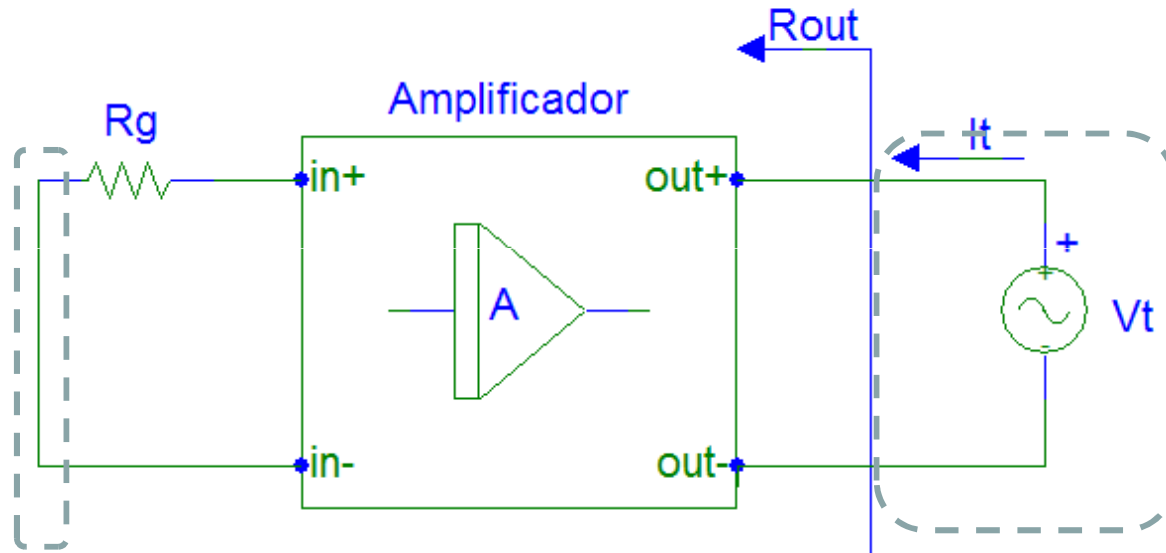 Rout
Amplificador
Rg
It
in+
out+
+
+
A
Vt
-
in-
out-